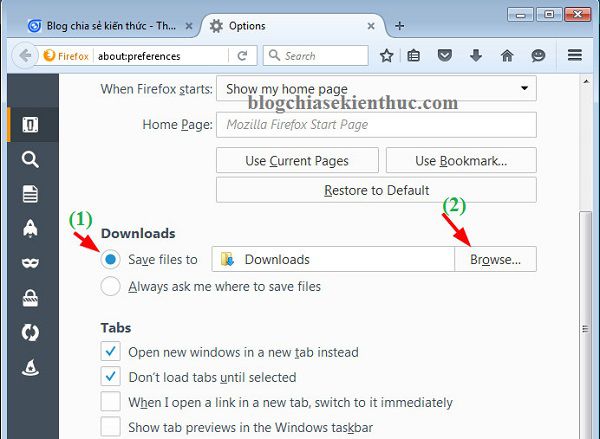 Blog chia sẻ kiến thức - Th...
Options
Firefox about:preferences
Search
When Firefox starts: Show my home page
blogchiasekienthuc.com
Home Page: Mozilla Firefox Start Page
Use Current Pages Use Bookmark...
Restore to Default
(1) (2)
Downloads
Save files to Downloads Browse...
Always ask me where to save files
Tabs
Open new windows in a new tab instead
Don't load tabs until selected
When I open a link in a new tab, switch to it immediately
Show tab previews in the Windows taskbar